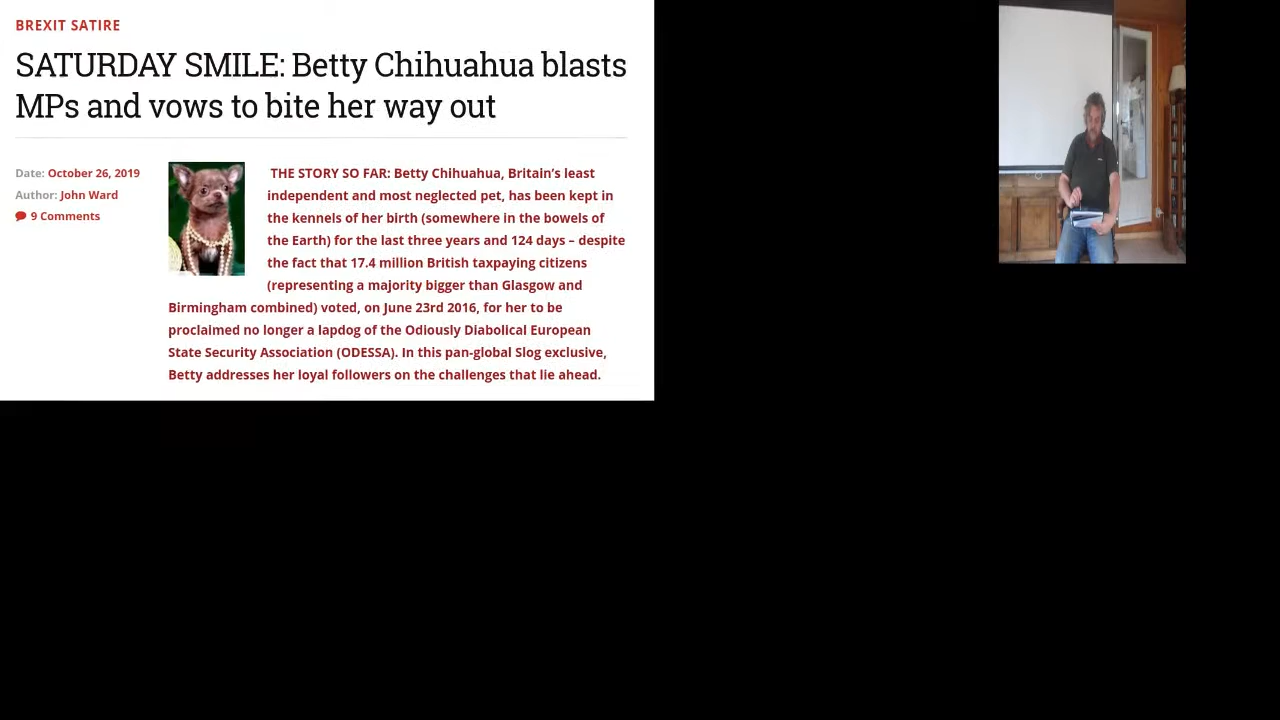 BREXIT SATIRE
SATURDAY SMILE: Betty Chihuahua blasts
MPs and vows to bite her way out
Date: October 26, 2019
Author: John Ward
9 Comments
THE STORY SO FAR: Betty Chihuahua, Britain’s least
independent and most neglected pet, has been kept in
the kennels of her birth (somewhere in the bowels of
the Earth) for the last three years and 124 days – despite
the fact that 17.4 million British taxpaying citizens
(representing a majority bigger than Glasgow and
Birmingham combined) voted, on June 23rd 2016, for her to be
proclaimed no longer a lapdog of the Odiously Diabolical European
State Security Association (ODESSA). In this pan-global Slog exclusive,
Betty addresses her loyal followers on the challenges that lie ahead.